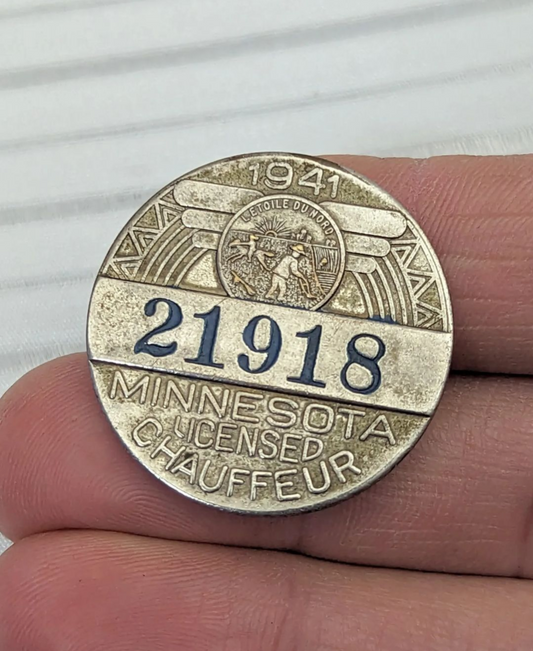 1941
L'ETOILE DU NORD
21918
MINNESOTA
LICENSED
CHAUFFEUR